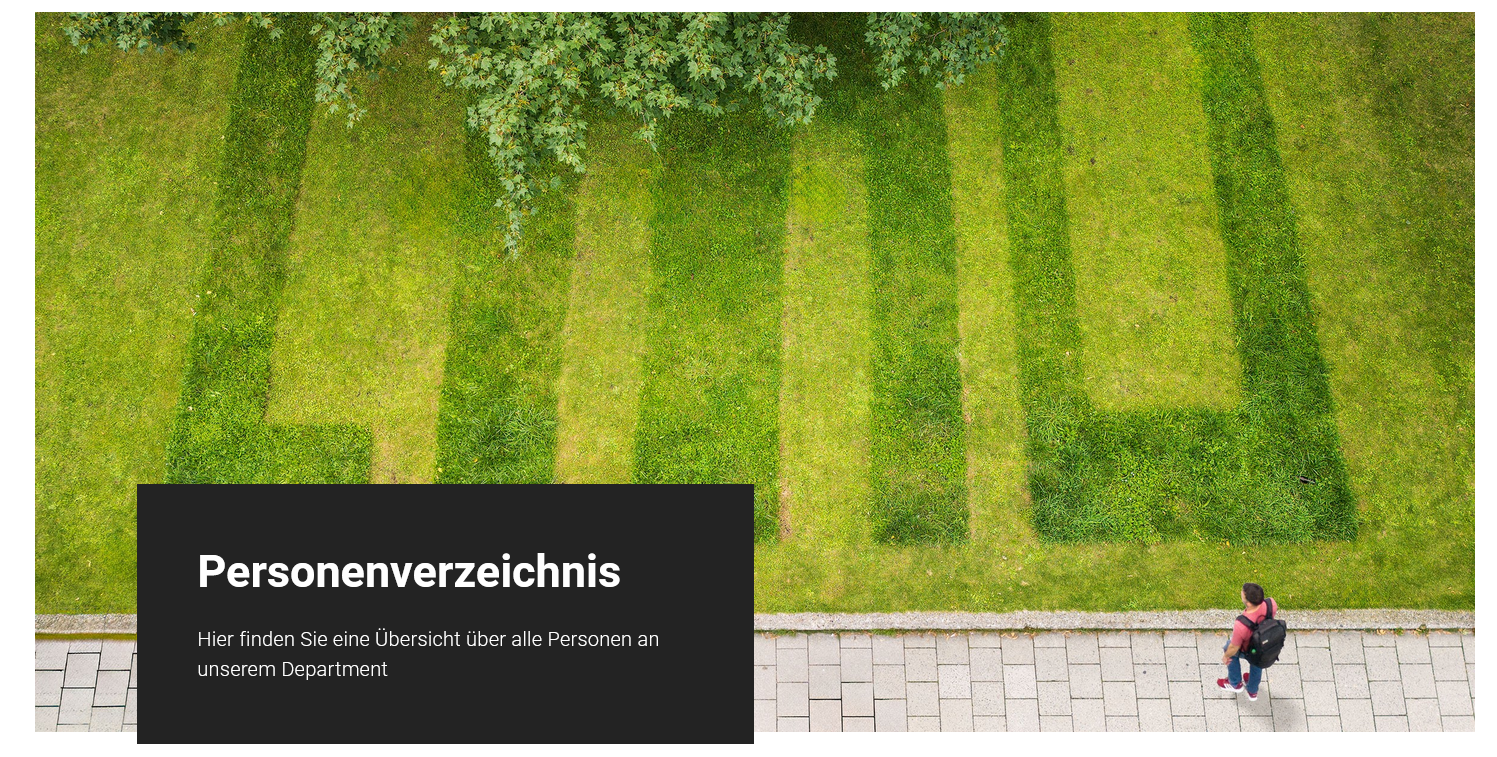 Personenverzeichnis
Hier finden Sie eine Übersicht über alle Personen an
unserem Department